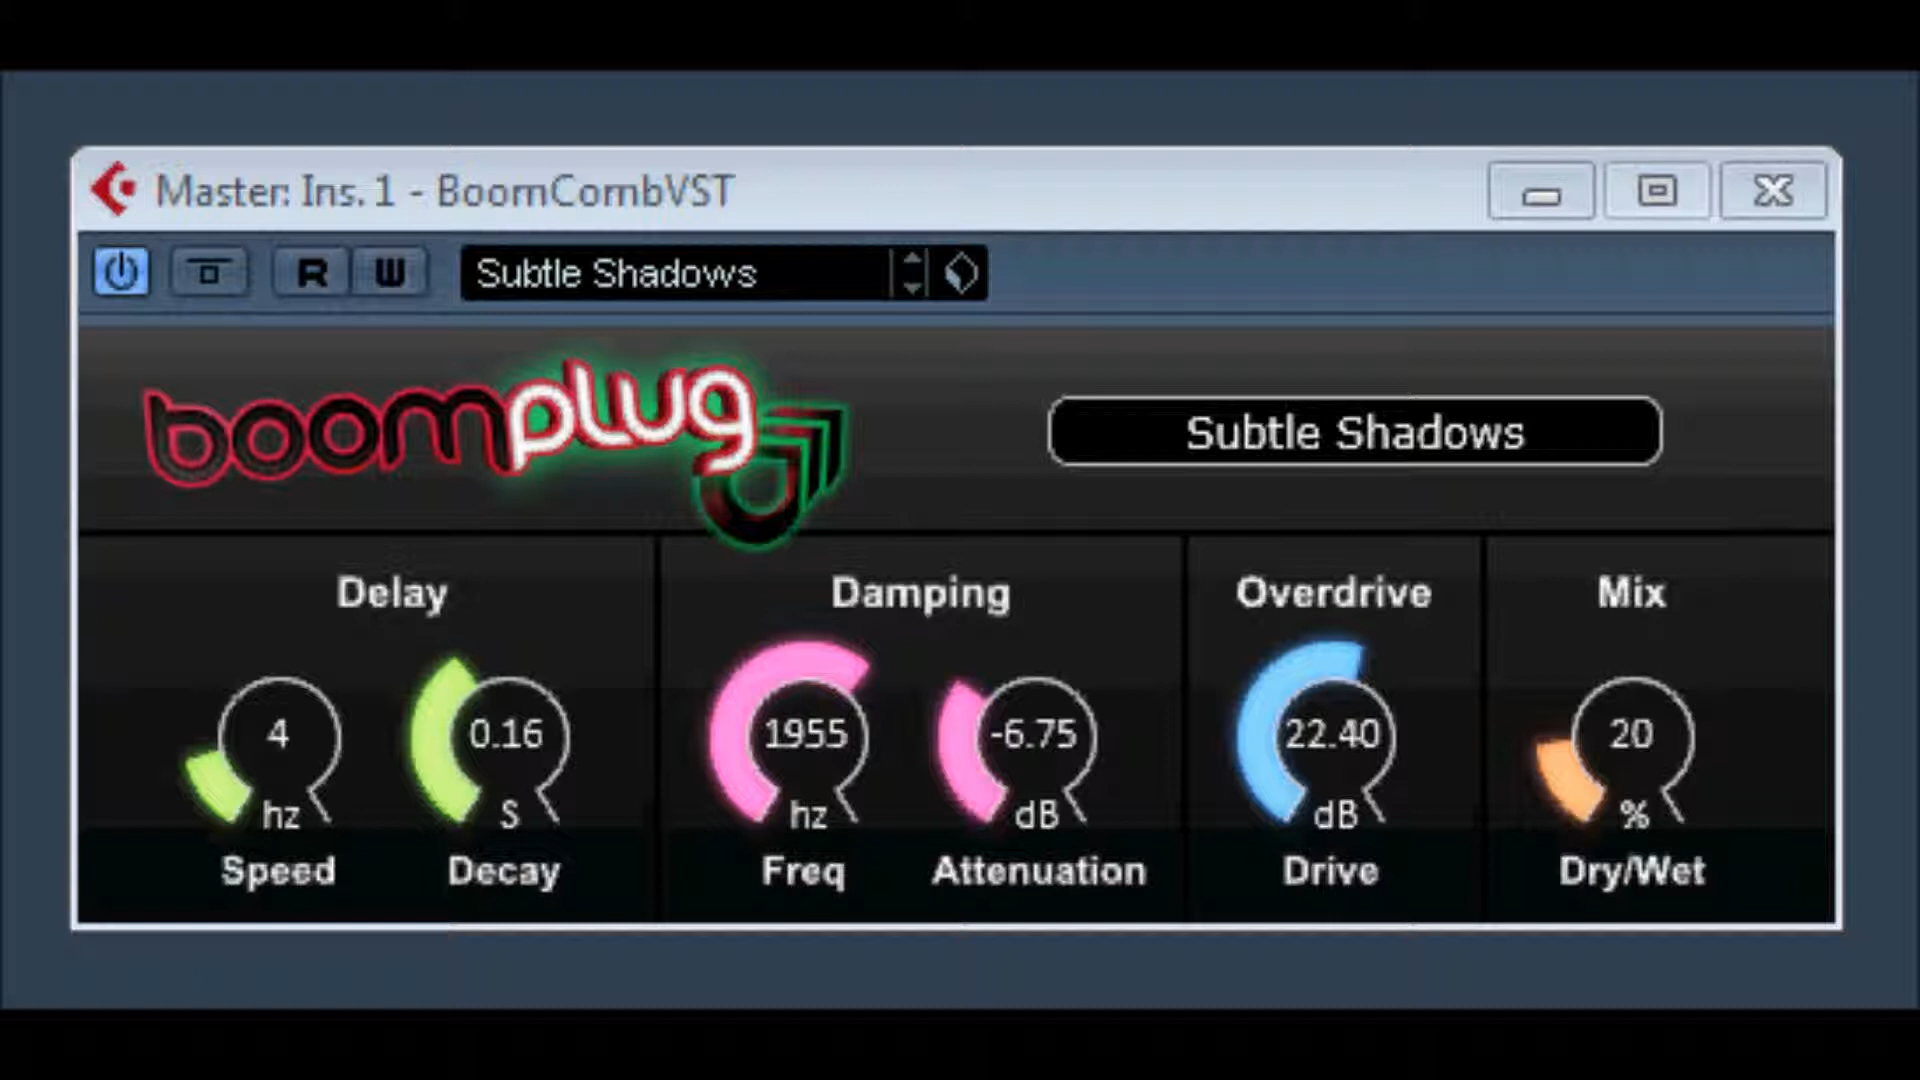 Master: Ins. 1 - BoomCombVST
R W Subtle Shadows
boomplug
Subtle Shadows
Delay Damping Overdrive Mix
4 0.16 1955 -6.75 22.40 20
hz S hz dB dB %
Speed Decay Freq Attenuation Drive Dry/Wet